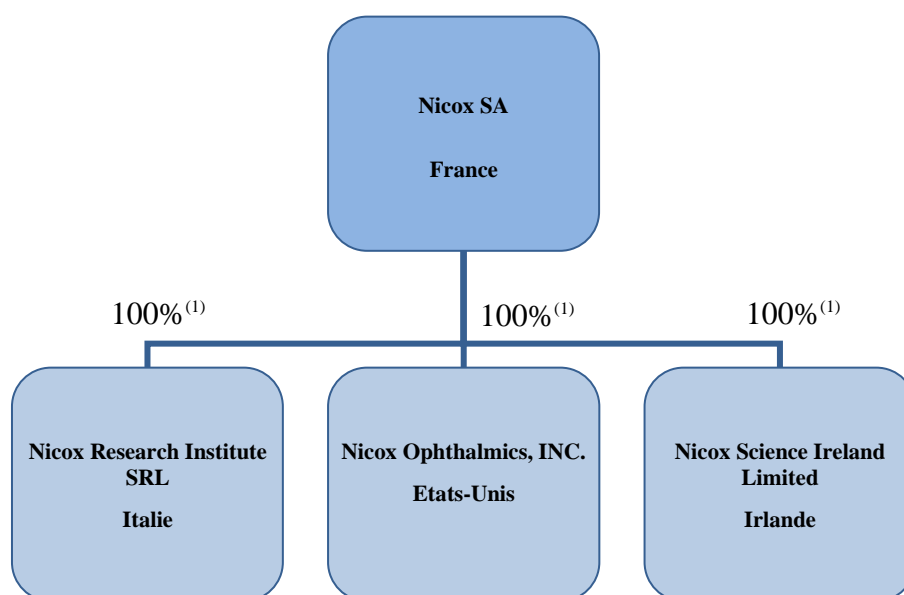 Nicox SA
France
100%(1)
100%(1)
100%(1)
Nicox Research Institute
SRL
Italie
Nicox Ophthalmics, INC.
Etats-Unis
Nicox Science Ireland
Limited
Irlande